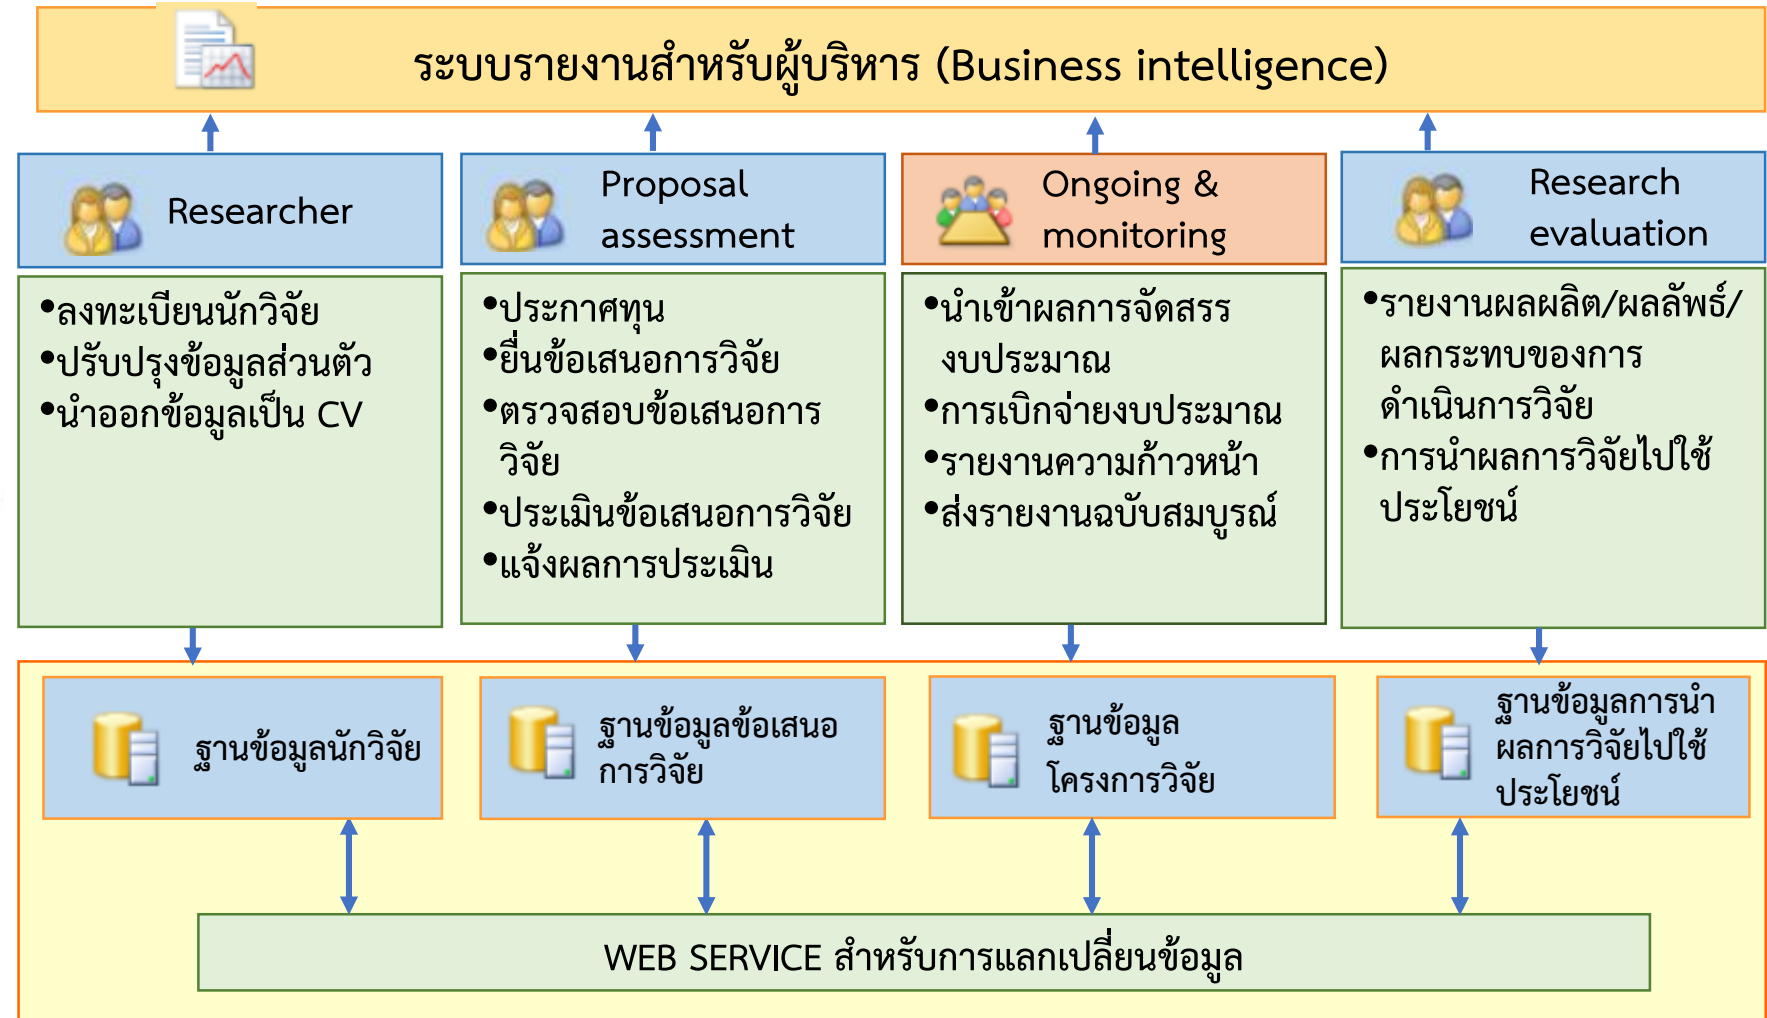 ระบบรายงานสำหรับผู้บริหาร (Business intelligence)
Researcher
Proposal
assessment
Ongoing &
monitoring
Research
evaluation
•ลงทะเบียนนักวิจัย
•ปรับปรุงข้อมูลส่วนตัว
•นำออกข้อมูลเป็น CV
•ประกาศทุน
•ยื่นข้อเสนอการวิจัย
•ตรวจสอบข้อเสนอการ
วิจัย
•ประเมินข้อเสนอการวิจัย
•แจ้งผลการประเมิน
•นำเข้าผลการจัดสรร
งบประมาณ
•การเบิกจ่ายงบประมาณ
•รายงานความก้าวหน้า
•ส่งรายงานฉบับสมบูรณ์
•รายงานผลผลิต/ผลลัพธ์/
ผลกระทบของการ
ดำเนินการวิจัย
•การนำผลการวิจัยไปใช้
ประโยชน์
ฐานข้อมูลนักวิจัย
ฐานข้อมูลข้อเสนอ
การวิจัย
ฐานข้อมูล
โครงการวิจัย
ฐานข้อมูลการนำ
ผลการวิจัยไปใช้
ประโยชน์
WEB SERVICE สำหรับการแลกเปลี่ยนข้อมูล